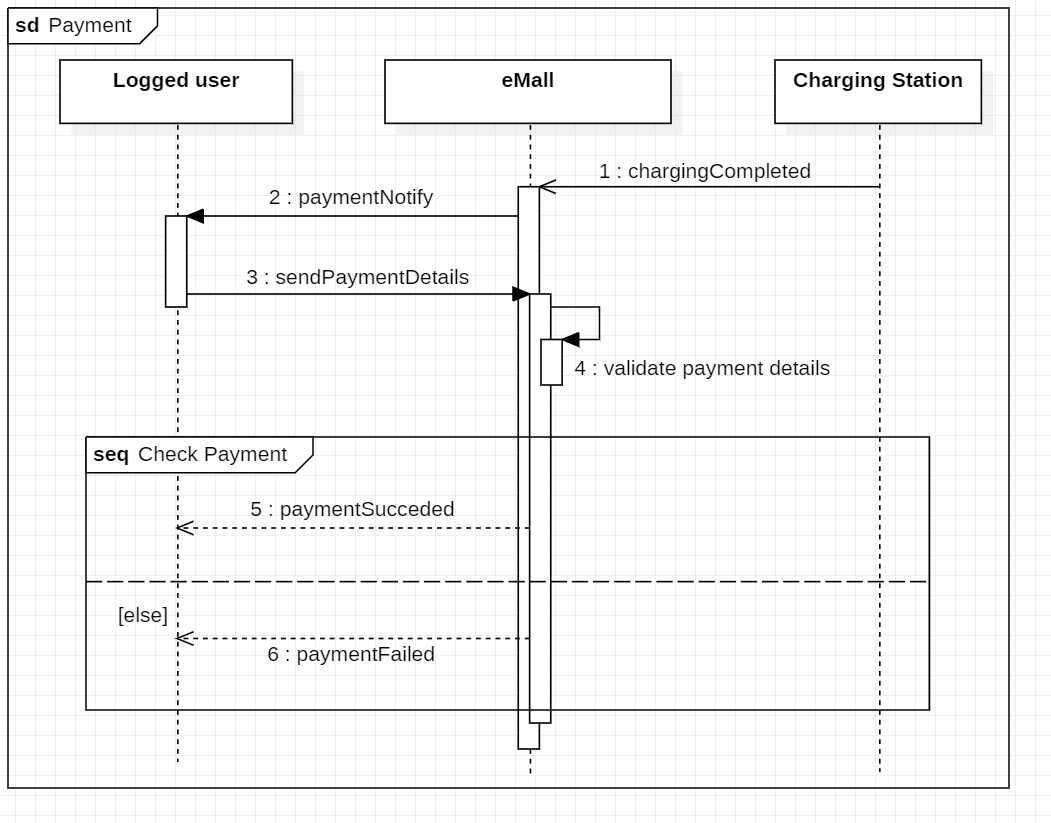 sd Payment
Logged user
eMall
Charging Station
1 : chargingCompleted
2 : paymentNotify
3 : sendPaymentDetails
4 : validate payment details
seq Check Payment
5 : paymentSucceded
[else]
6 : paymentFailed